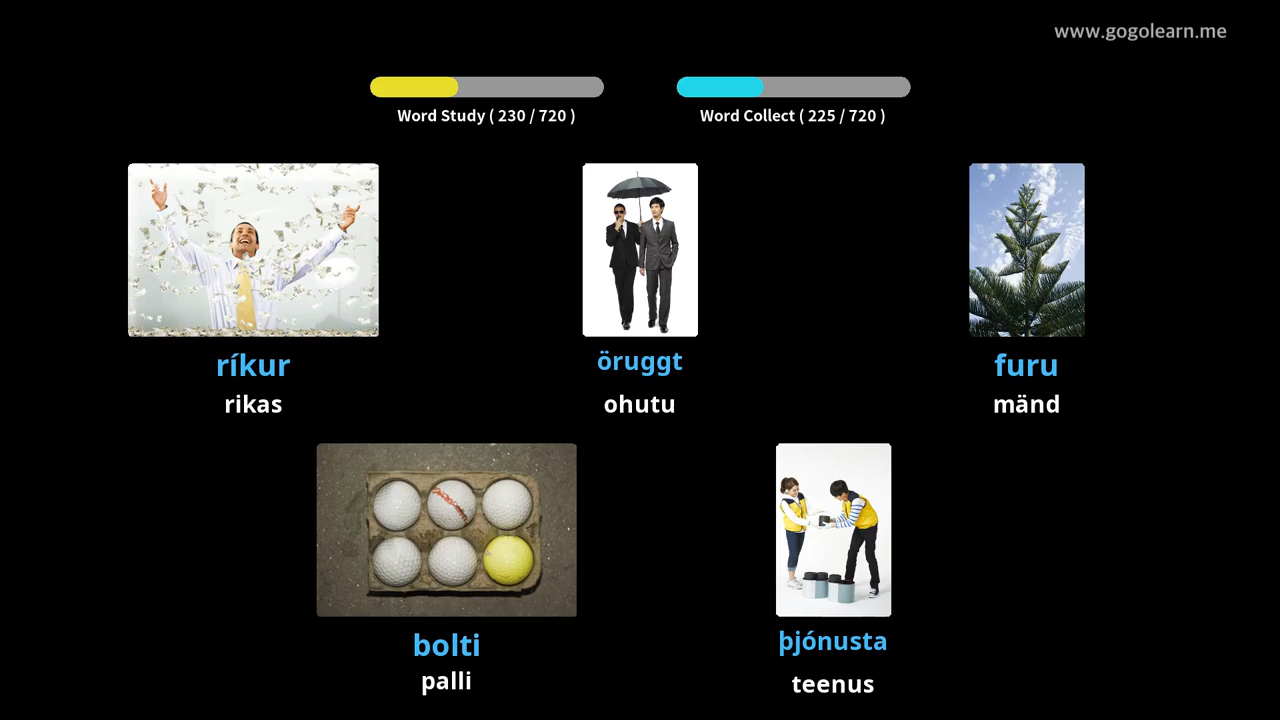 www.gogolearn.me
Word Study ( 230 / 720 )
Word Collect ( 225 / 720 )
ríkur
rikas
öruggt
ohutu
furu
mänd
bolti
palli
þjónusta
teenus